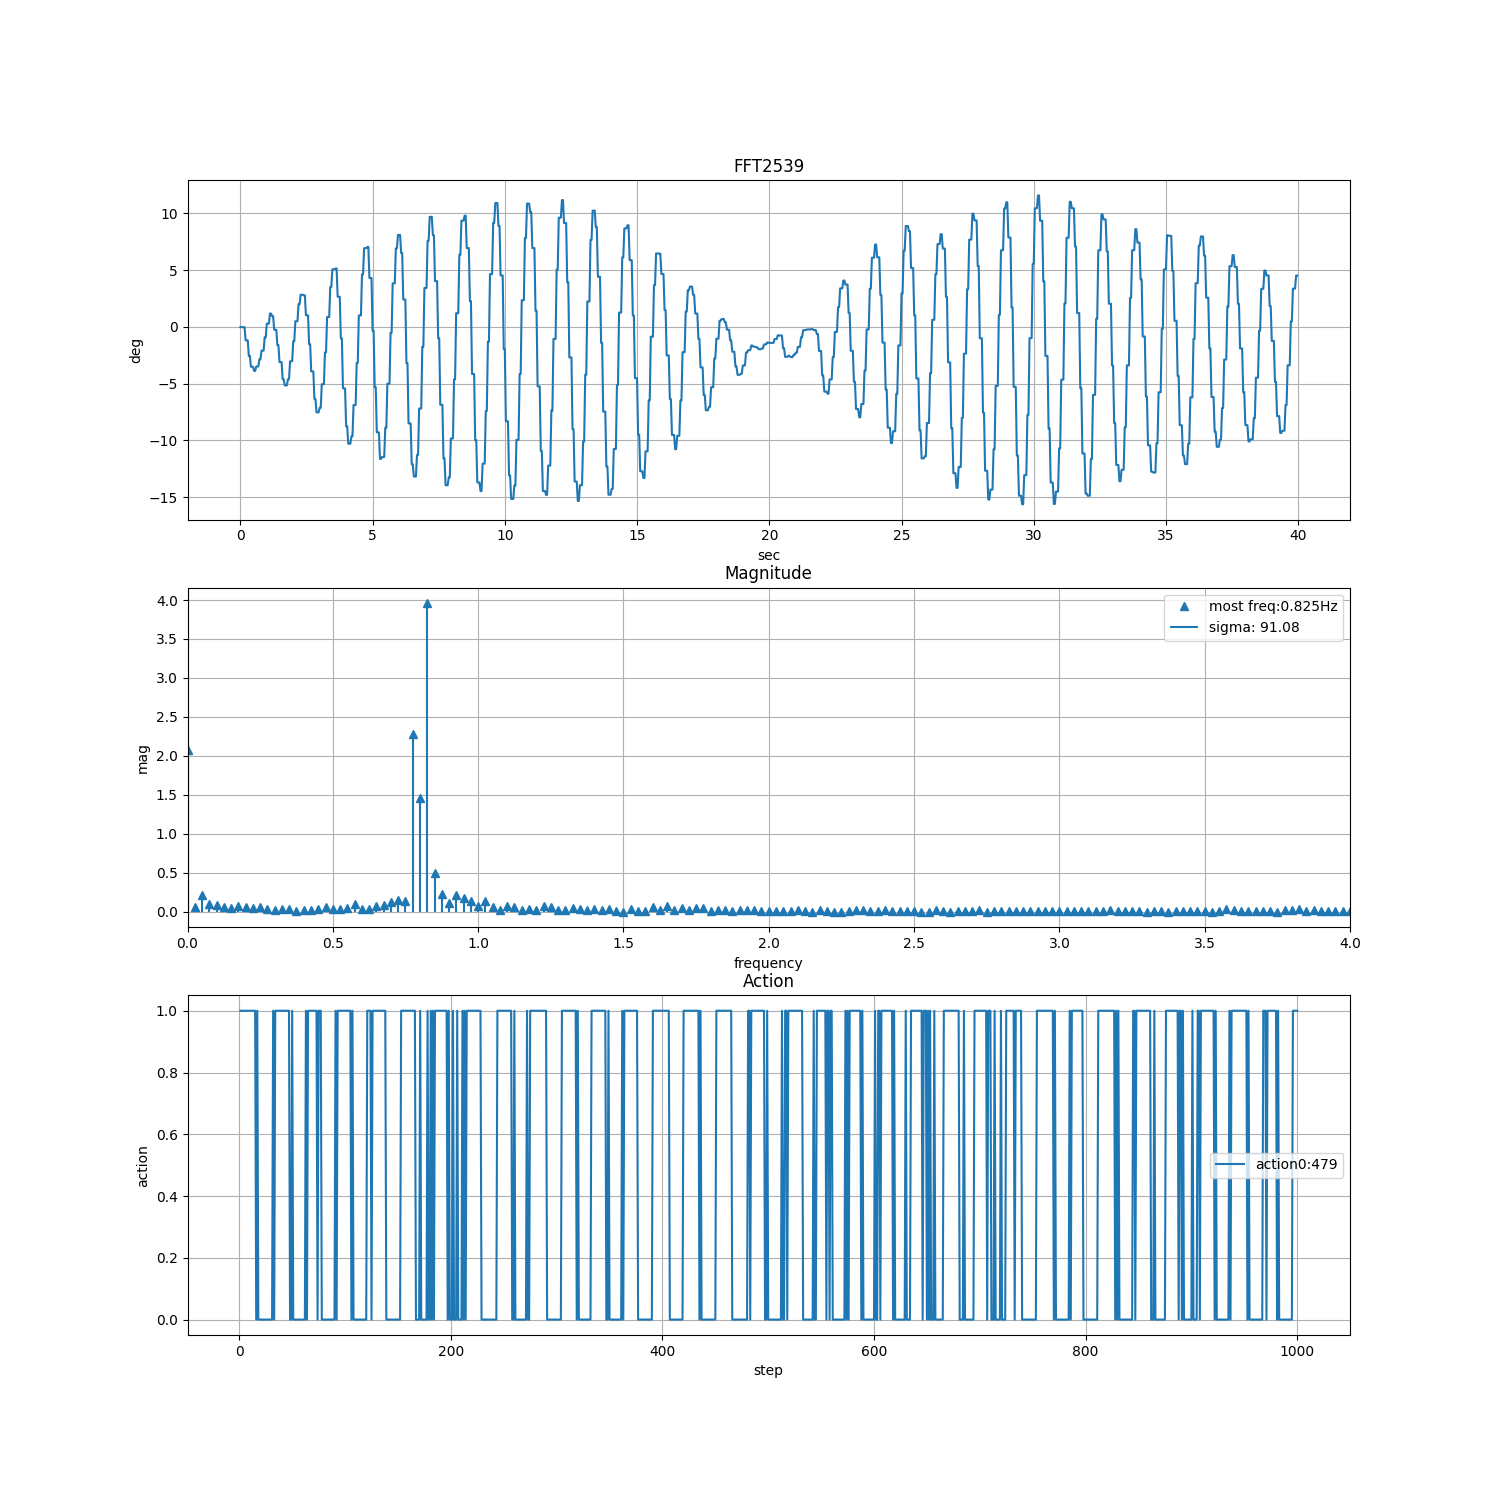 FFT2539
10
5
0
−5
−10
−15
deg
0 5 10 15 20 25 30 35 40
sec
Magnitude
4.0
3.5
3.0
2.5
2.0
1.5
1.0
0.5
0.0
mag
most freq:0.825Hz
sigma: 91.08
0.0 0.5 1.0 1.5 2.0 2.5 3.0 3.5 4.0
frequency
Action
1.0
0.8
0.6
0.4
0.2
0.0
action
action0:479
0 200 400 600 800 1000
step